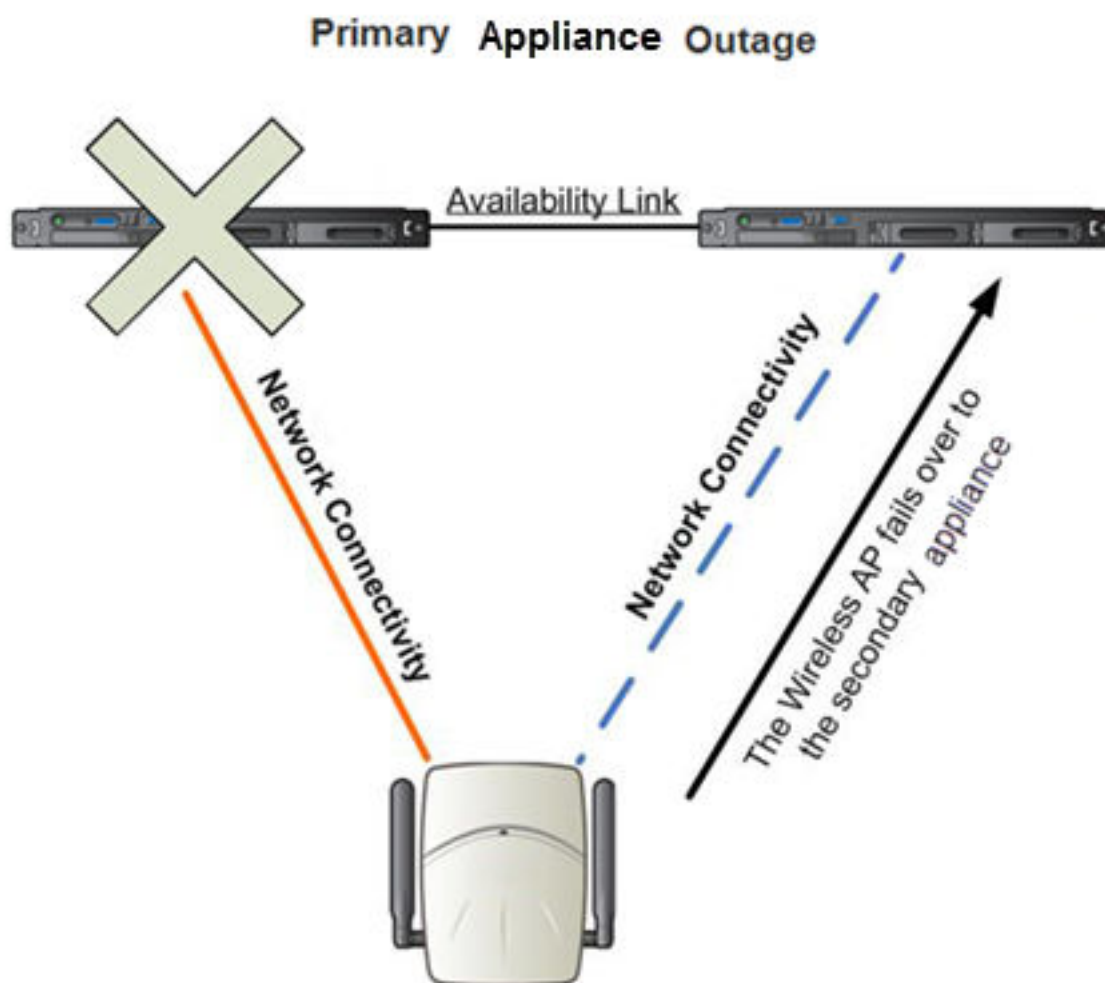 Primary Appliance Outage
Availability Link
Network Connectivity
Network Connectivity
The Wireless AP fails over to
the secondary appliance